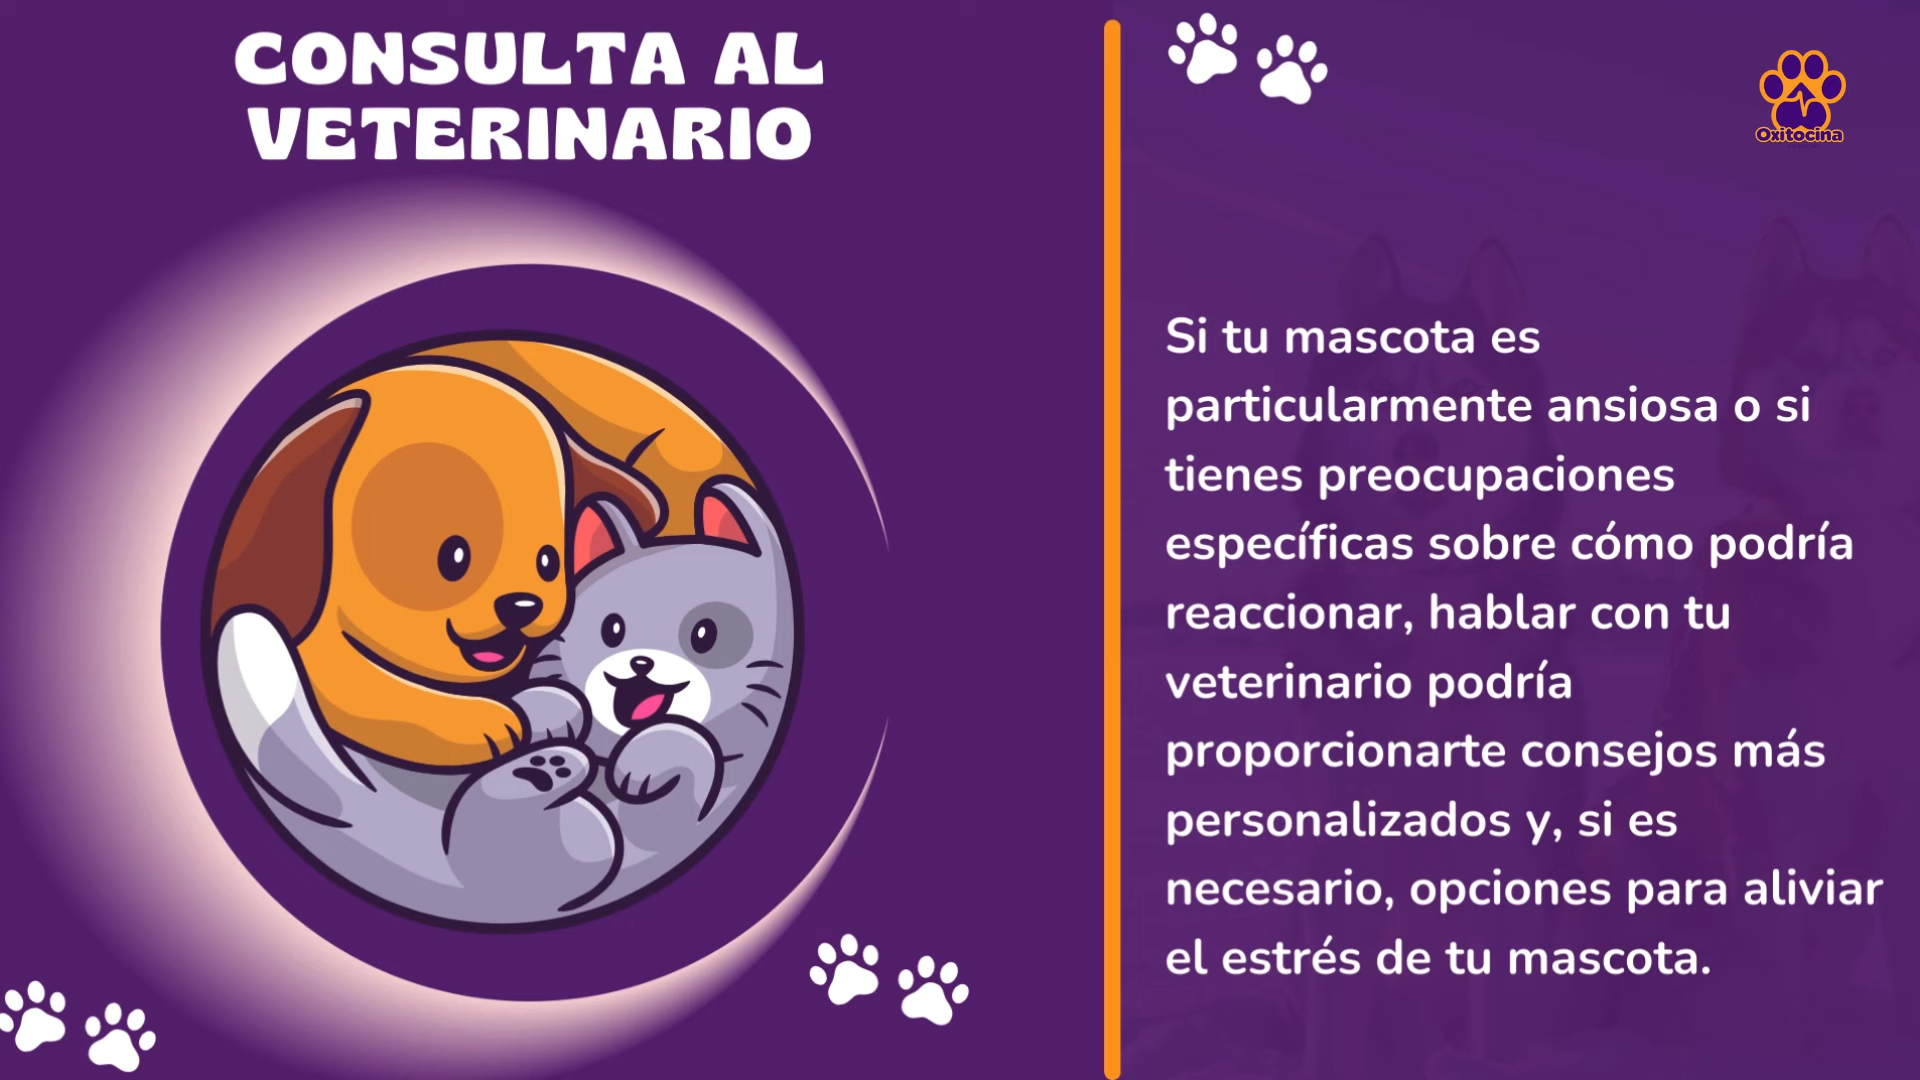 CONSULTA AL
VETERINARIO
Oxitocina
Si tu mascota es
particularmente ansiosa o si
tienes preocupaciones
específicas sobre cómo podría
reaccionar, hablar con tu
veterinario podría
proporcionarte consejos más
personalizados y, si es
necesario, opciones para aliviar
el estrés de tu mascota.